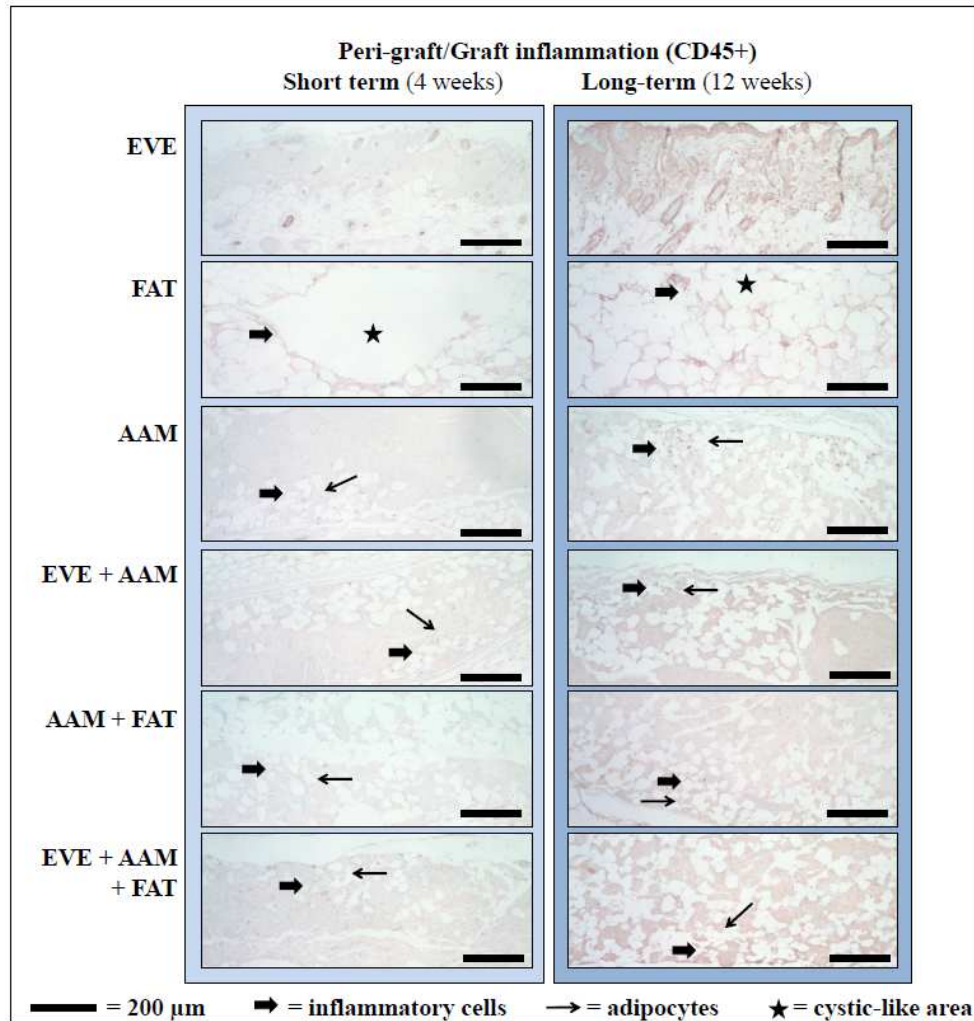 Peri-graft/Graft inflammation (CD45+)
Short term (4 weeks) Long-term (12 weeks)
EVE
FAT
AAM
EVE + AAM
AAM + FAT
EVE + AAM
+ FAT
= 200 µm = inflammatory cells = adipocytes = cystic-like area